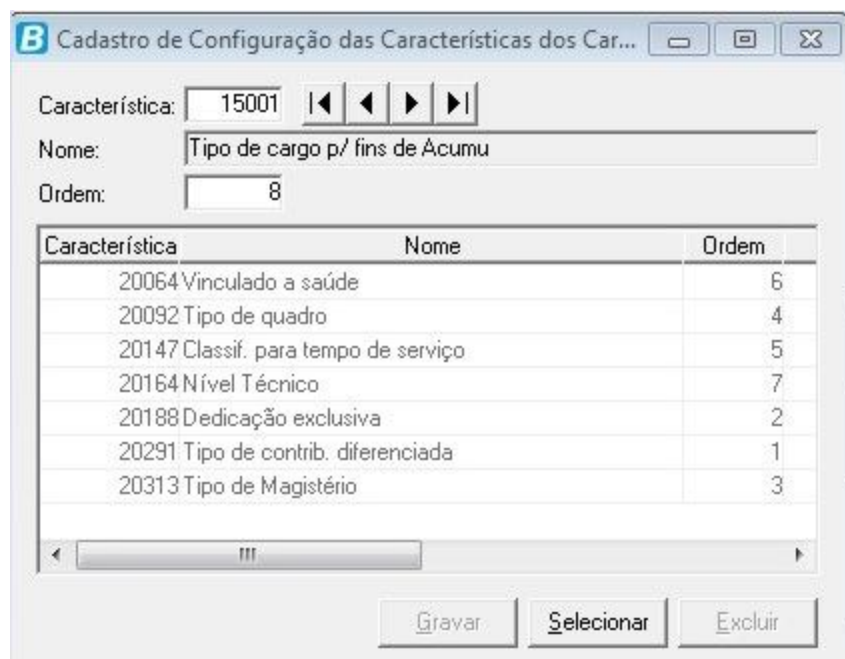 B Cadastro de Configuração das Características dos Car...
Característica: 15001
Nome: Tipo de cargo p/ fins de Acumu
Ordem: 8
Característica Nome Ordem
20064 Vinculado a saúde 6
20092 Tipo de quadro 4
20147 Classif. para tempo de serviço 5
20164 Nível Técnico 7
20188 Dedicação exclusiva 2
20291 Tipo de contrib. diferenciada 1
20313 Tipo de Magistério 3
Gravar Selecionar Excluir